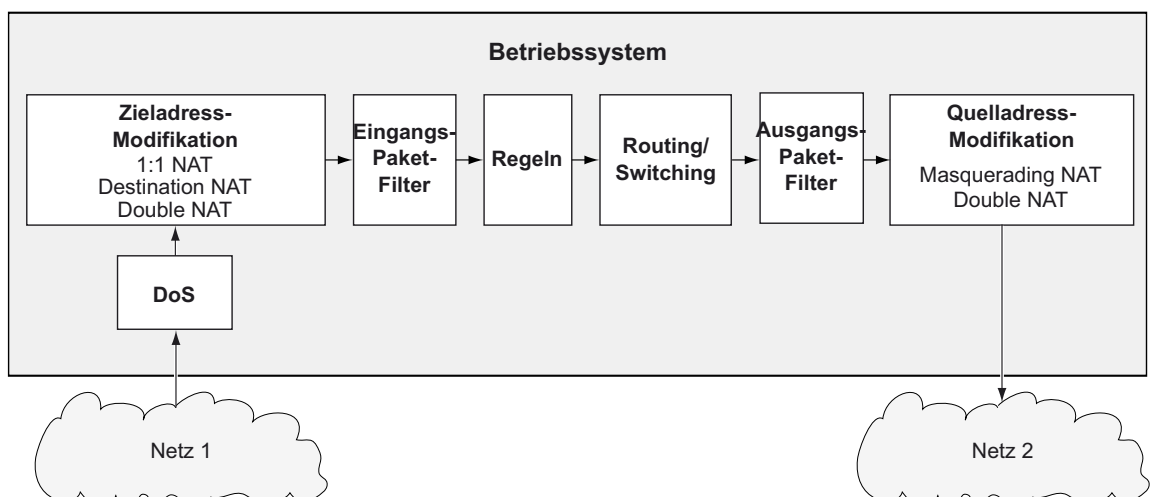 Betriebssystem
Zieladress-
Modifikation
1:1 NAT
Destination NAT
Double NAT
Eingangs-
Paket-
Filter
Regeln
Routing/
Switching
Ausgangs-
Paket-
Filter
Quelladress-
Modifikation
Masquerading NAT
Double NAT
DoS
Netz 1
Netz 2